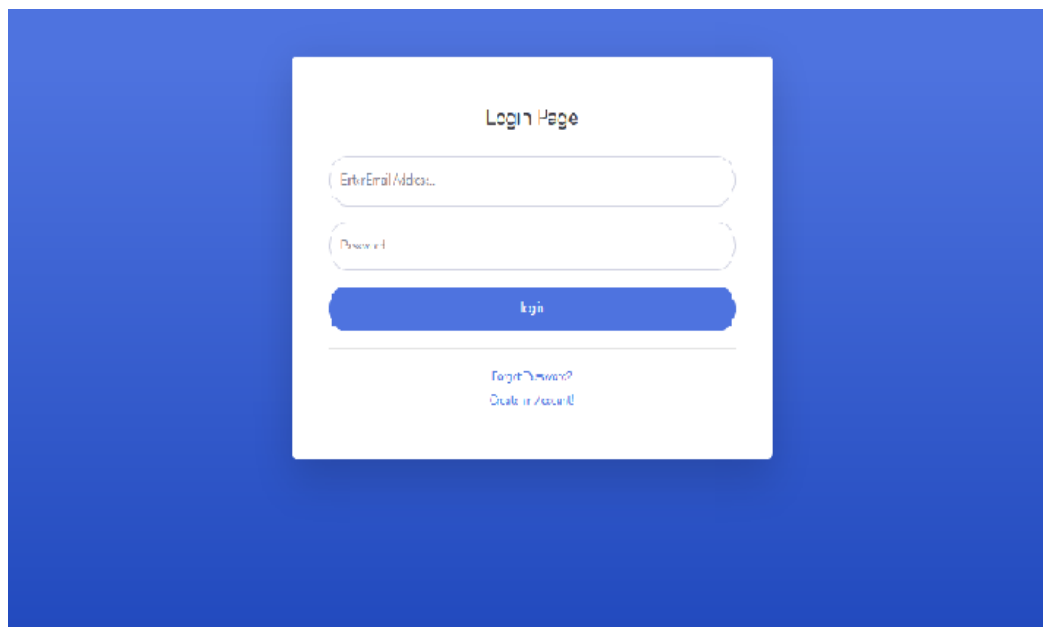 Login Page
Enter Email Address...
Password
login
Forgot Password?
Create an Account!